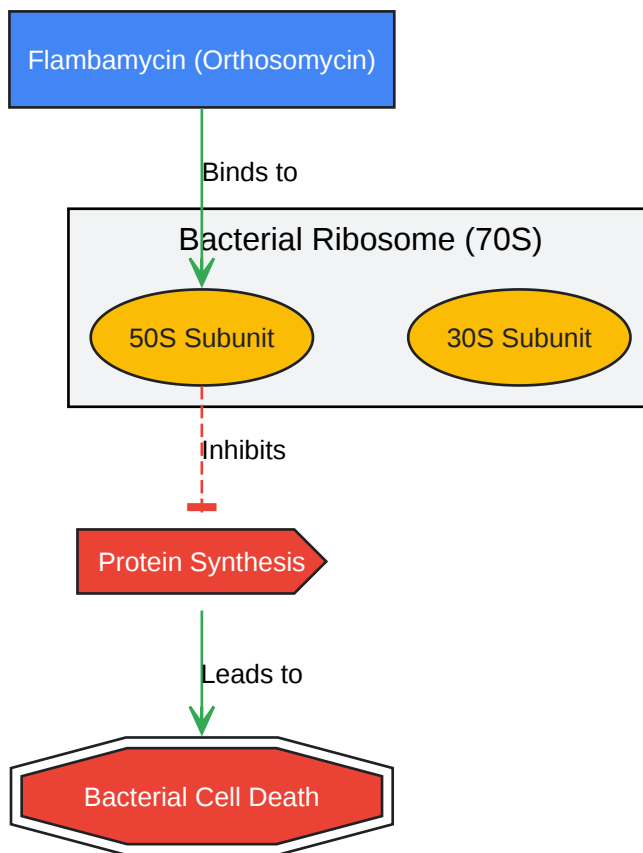 Flambamycin (Orthosomycin)
Binds to
Bacterial Ribosome (70S)
50S Subunit
30S Subunit
Inhibits
Protein Synthesis
Leads to
Bacterial Cell Death